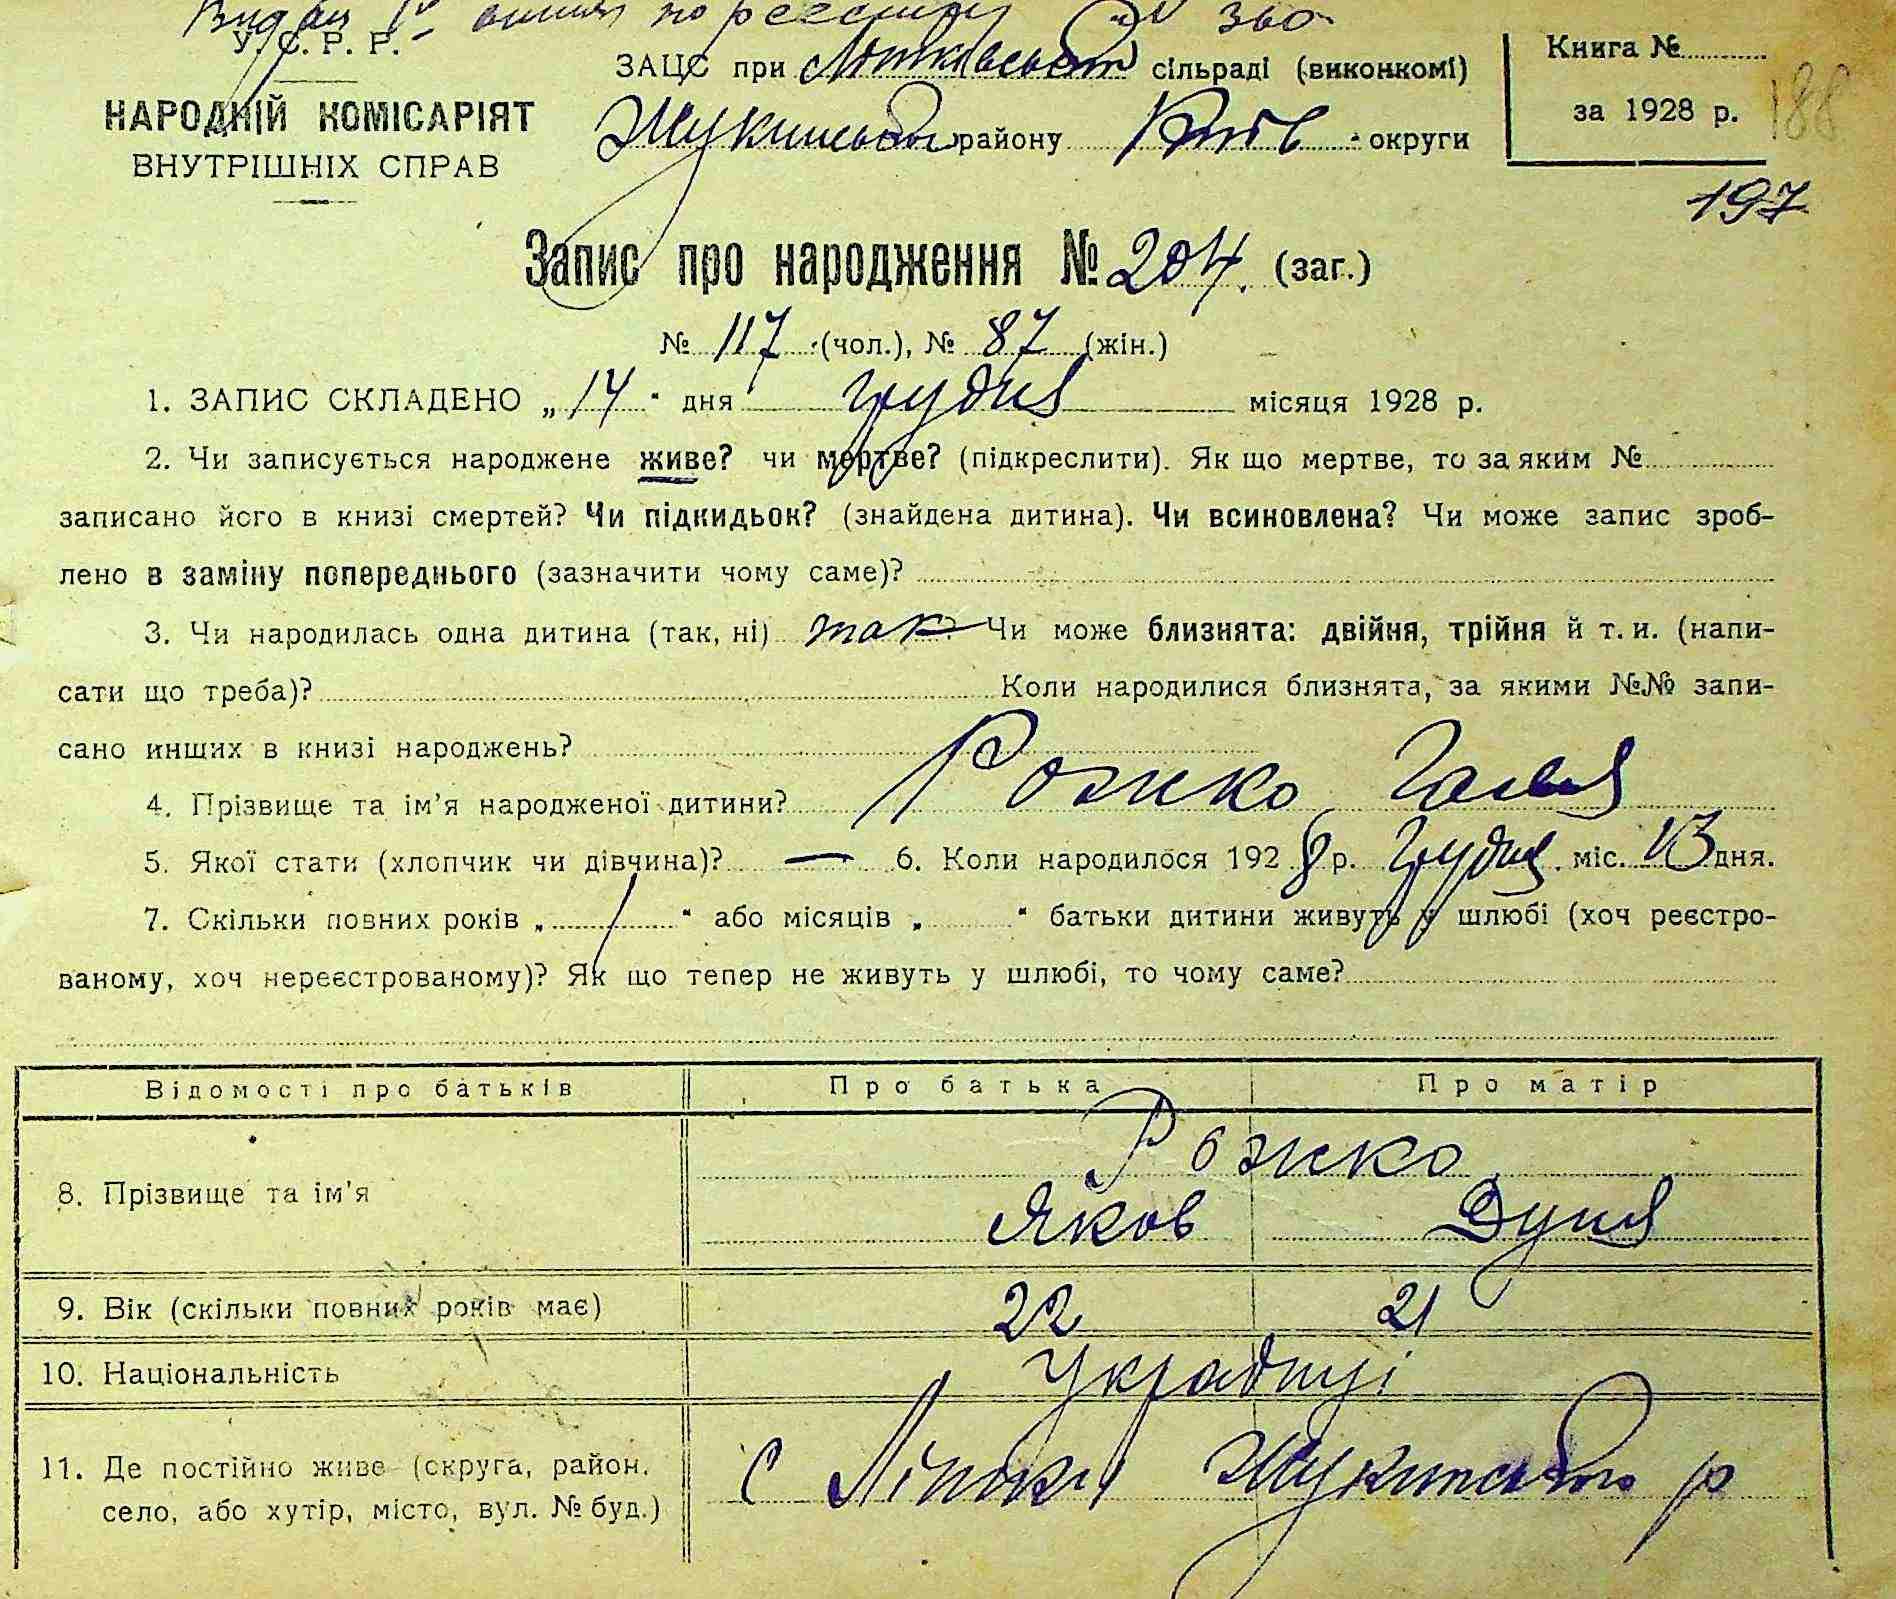 Видан
У. С. Р. Р.
НАРОДНІЙ КОМІСАРІЯТ
ВНУТРІШНІХ СПРАВ
ЗАЦС при сільраді (виконкомі)
району округи
Книга №
за 1928 р.
188
197
Запис про народження № 204. (заг.)
№ 117 (чол.), № 87 (жін.)
1. ЗАПИС СКЛАДЕНО „14“ дня грудня місяця 1928 р.
2. Чи записується народжене живе? чи мертве? (підкреслити). Як що мертве, то за яким №
записано його в книзі смертей? Чи підкидьок? (знайдена дитина). Чи всиновлена? Чи може запис зроб-
лено в заміну попереднього (зазначити чому саме)?
3. Чи народилась одна дитина (так, ні) так Чи може близнята: двійня, трійня й т. и. (напи-
сати що треба)? Коли народилися близнята, за якими №№ запи-
сано инших в книзі народжень?
4. Прізвище та ім'я народженої дитини? Рожко Галя
5. Якої стати (хлопчик чи дівчина)? — 6. Коли народилося 1928 р. грудня міс. 13 дня.
7. Скільки повних років „ “ або місяців „ “ батьки дитини живуть у шлюбі (хоч реєстро-
ваному, хоч нереєстрованому)? Як що тепер не живуть у шлюбі, то чому саме?
Відомості про батьків Про батька Про матір
8. Прізвище та ім'я Рожко
Яков Дуня
9. Вік (скільки повних років має) 22 21
10. Національність Українці
11. Де постійно живе (округа, район,
село, або хутір, місто, вул. № буд.) с р